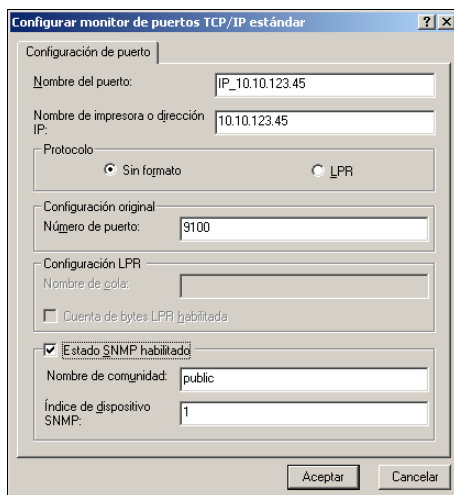 Configurar monitor de puertos TCP/IP estándar
Configuración de puerto
Nombre del puerto:
IP_10.10.123.45
Nombre de impresora o dirección
IP:
10.10.123.45
Protocolo
Sin formato
LPR
Configuración original
Número de puerto:
9100
Configuración LPR
Nombre de cola:
Cuenta de bytes LPR habilitada
Estado SNMP habilitado
Nombre de comunidad:
public
Índice de dispositivo
SNMP:
1
Aceptar
Cancelar